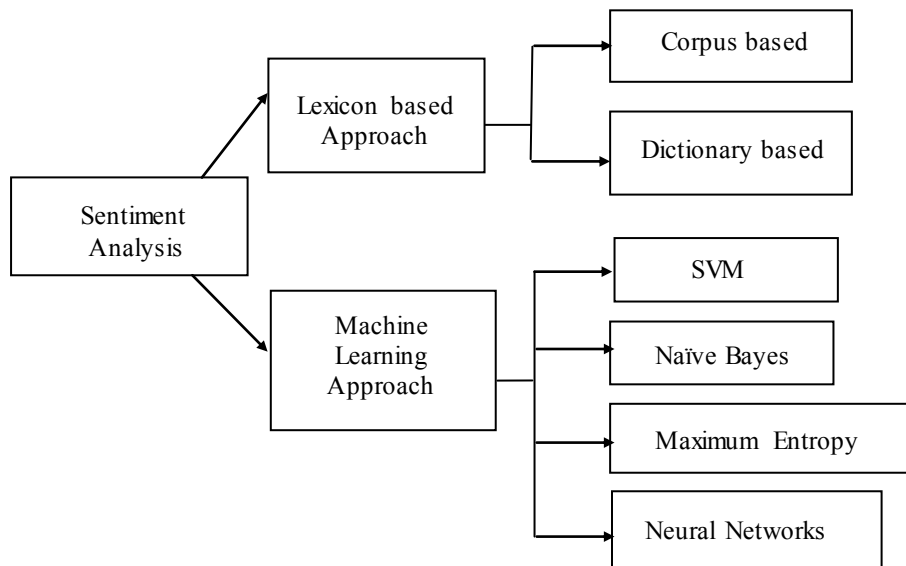 Sentiment
Analysis
Lexicon based
Approach
Corpus based
Dictionary based
Machine
Learning
Approach
SVM
Naïve Bayes
Maximum Entropy
Neural Networks